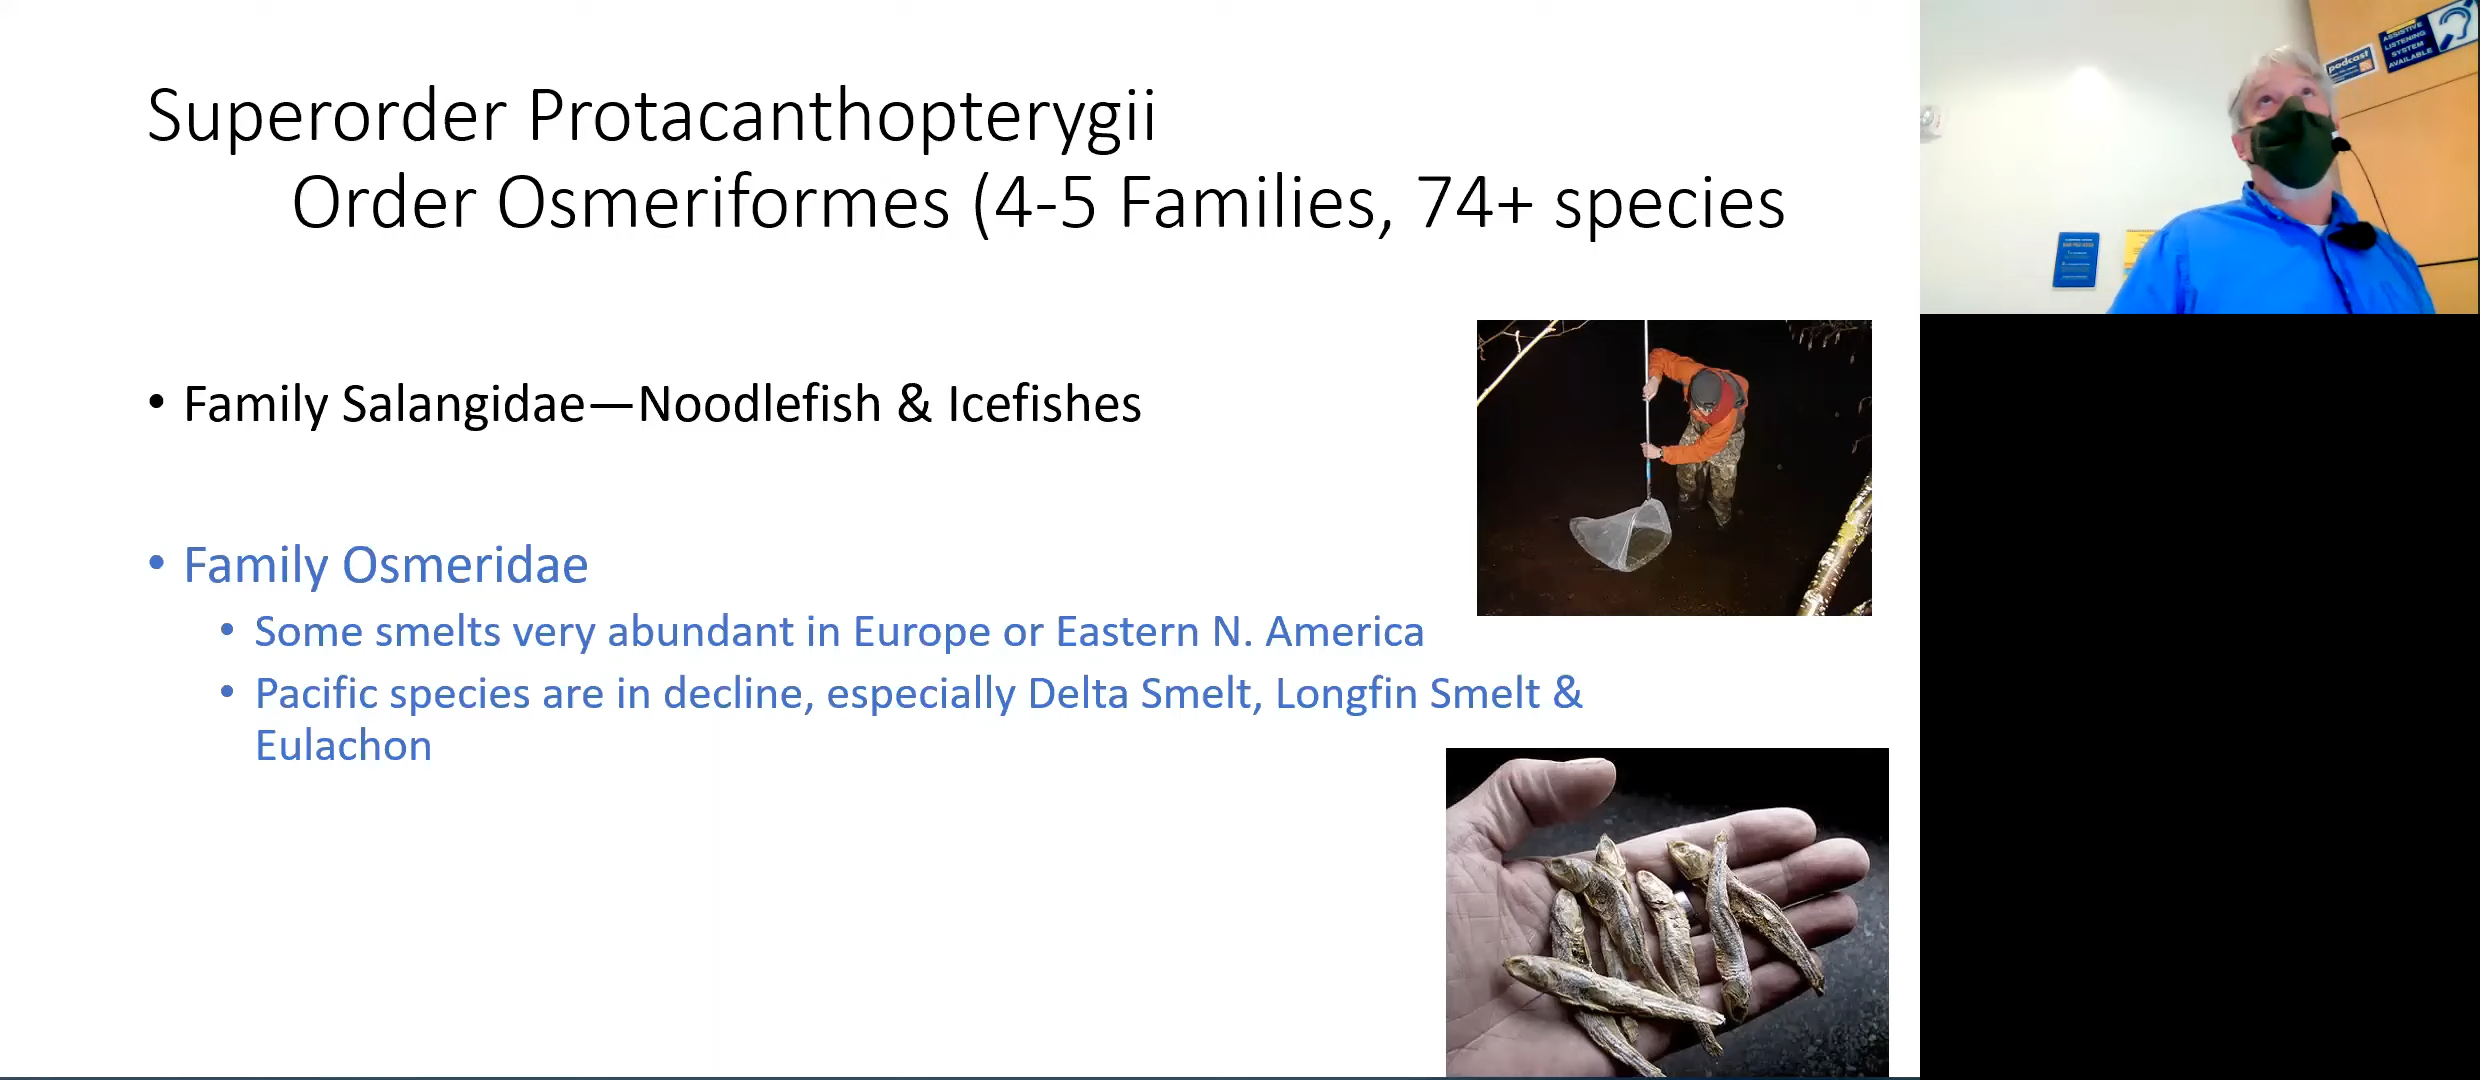 Superorder Protacanthopterygii
Order Osmeriformes (4-5 Families, 74+ species
• Family Salangidae—Noodlefish & Icefishes
• Family Osmeridae
• Some smelts very abundant in Europe or Eastern N. America
• Pacific species are in decline, especially Delta Smelt, Longfin Smelt &
Eulachon
podcast
ASSISTIVE
LISTENING
SYSTEM
AVAILABLE